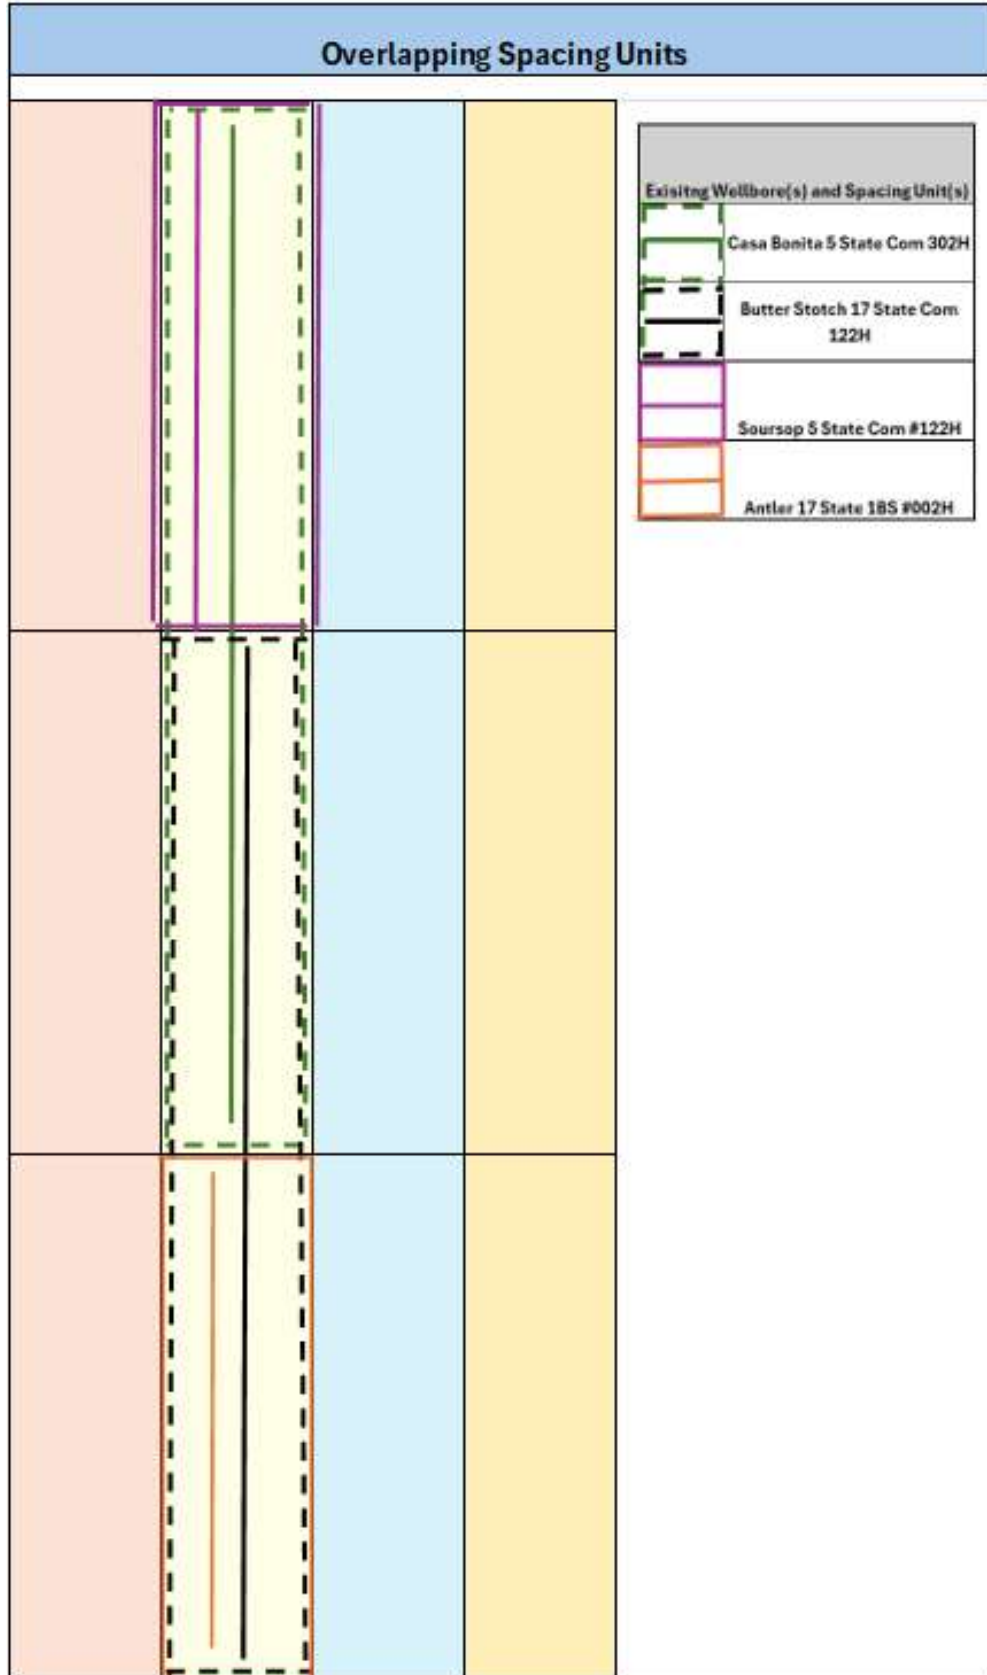 Overlapping Spacing Units
Exisitng Wellbore(s) and Spacing Unit(s)
Casa Bonita 5 State Com 302H
Butter Stotch 17 State Com
122H
Soursop 5 State Com #122H
Antler 17 State 1BS #002H